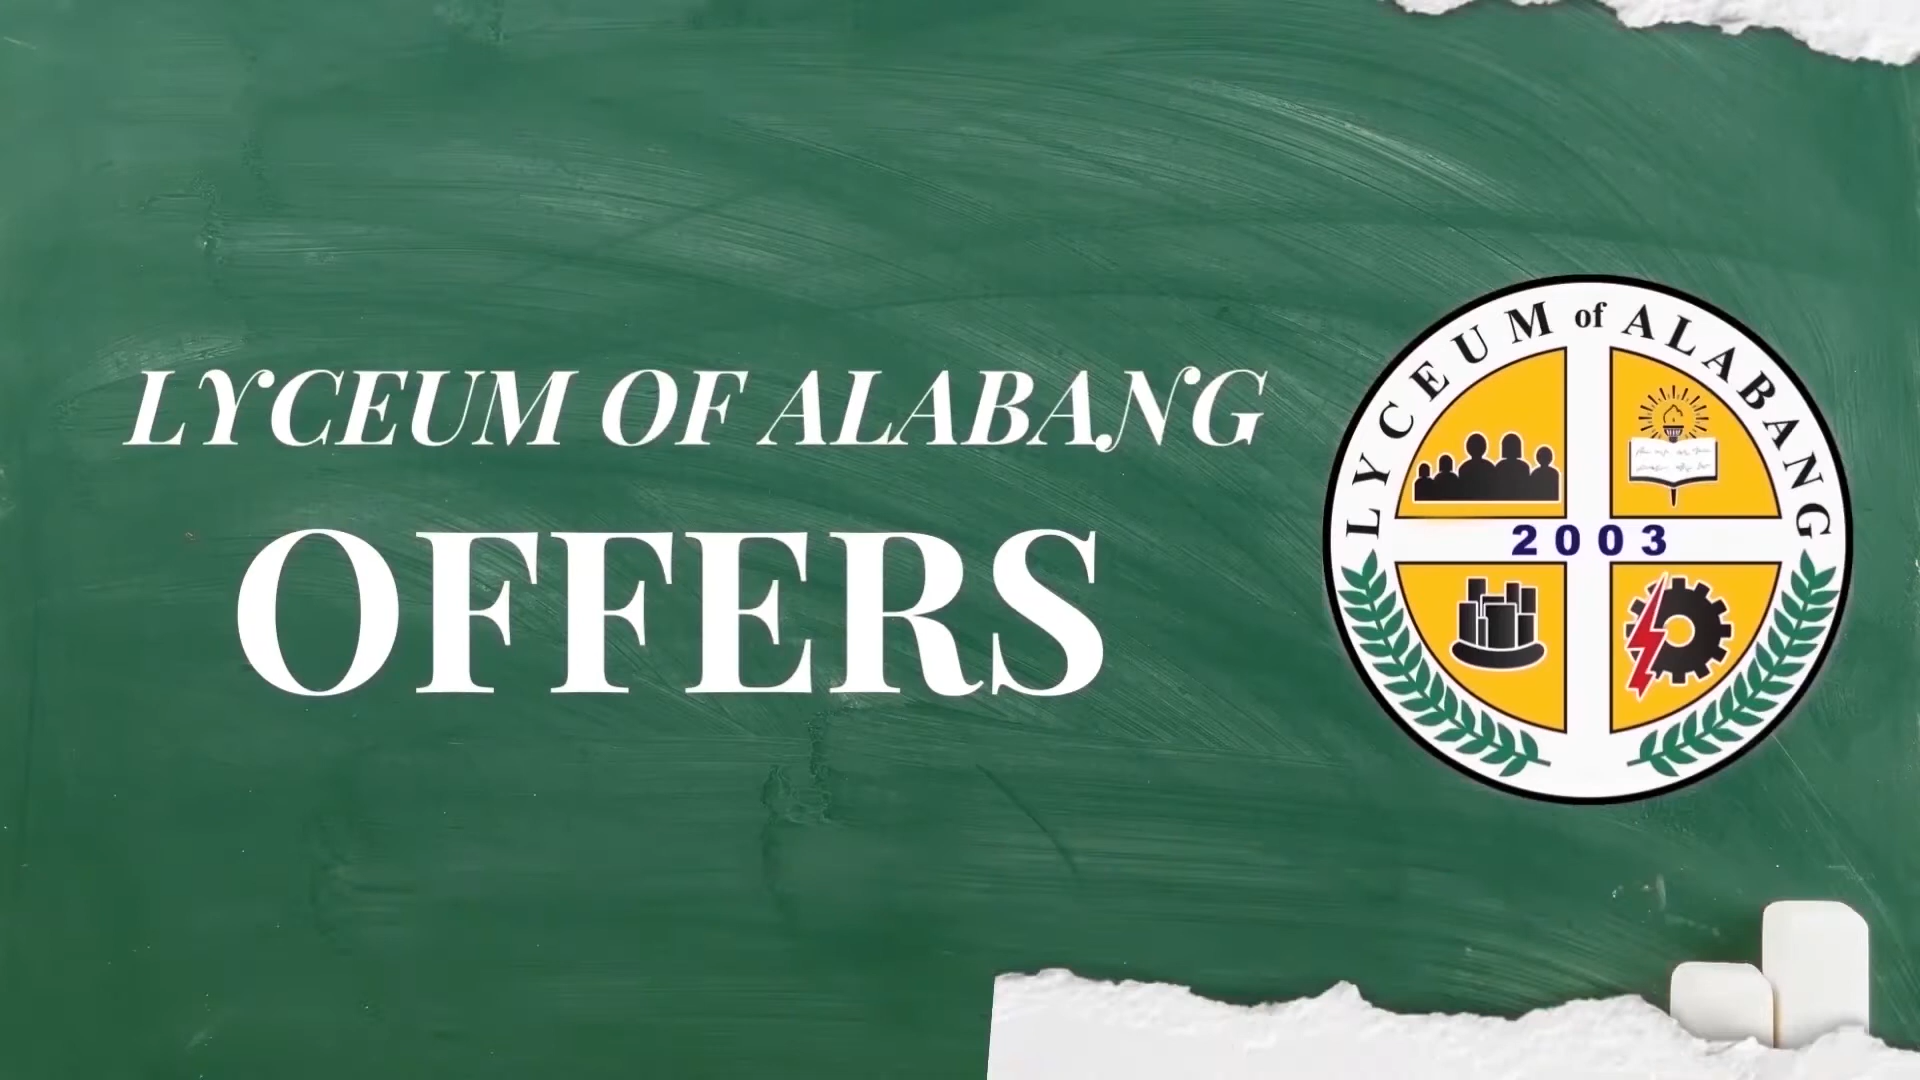 LYCEUM OF ALABANG
OFFERS
LYCEUM of ALABANG
2003